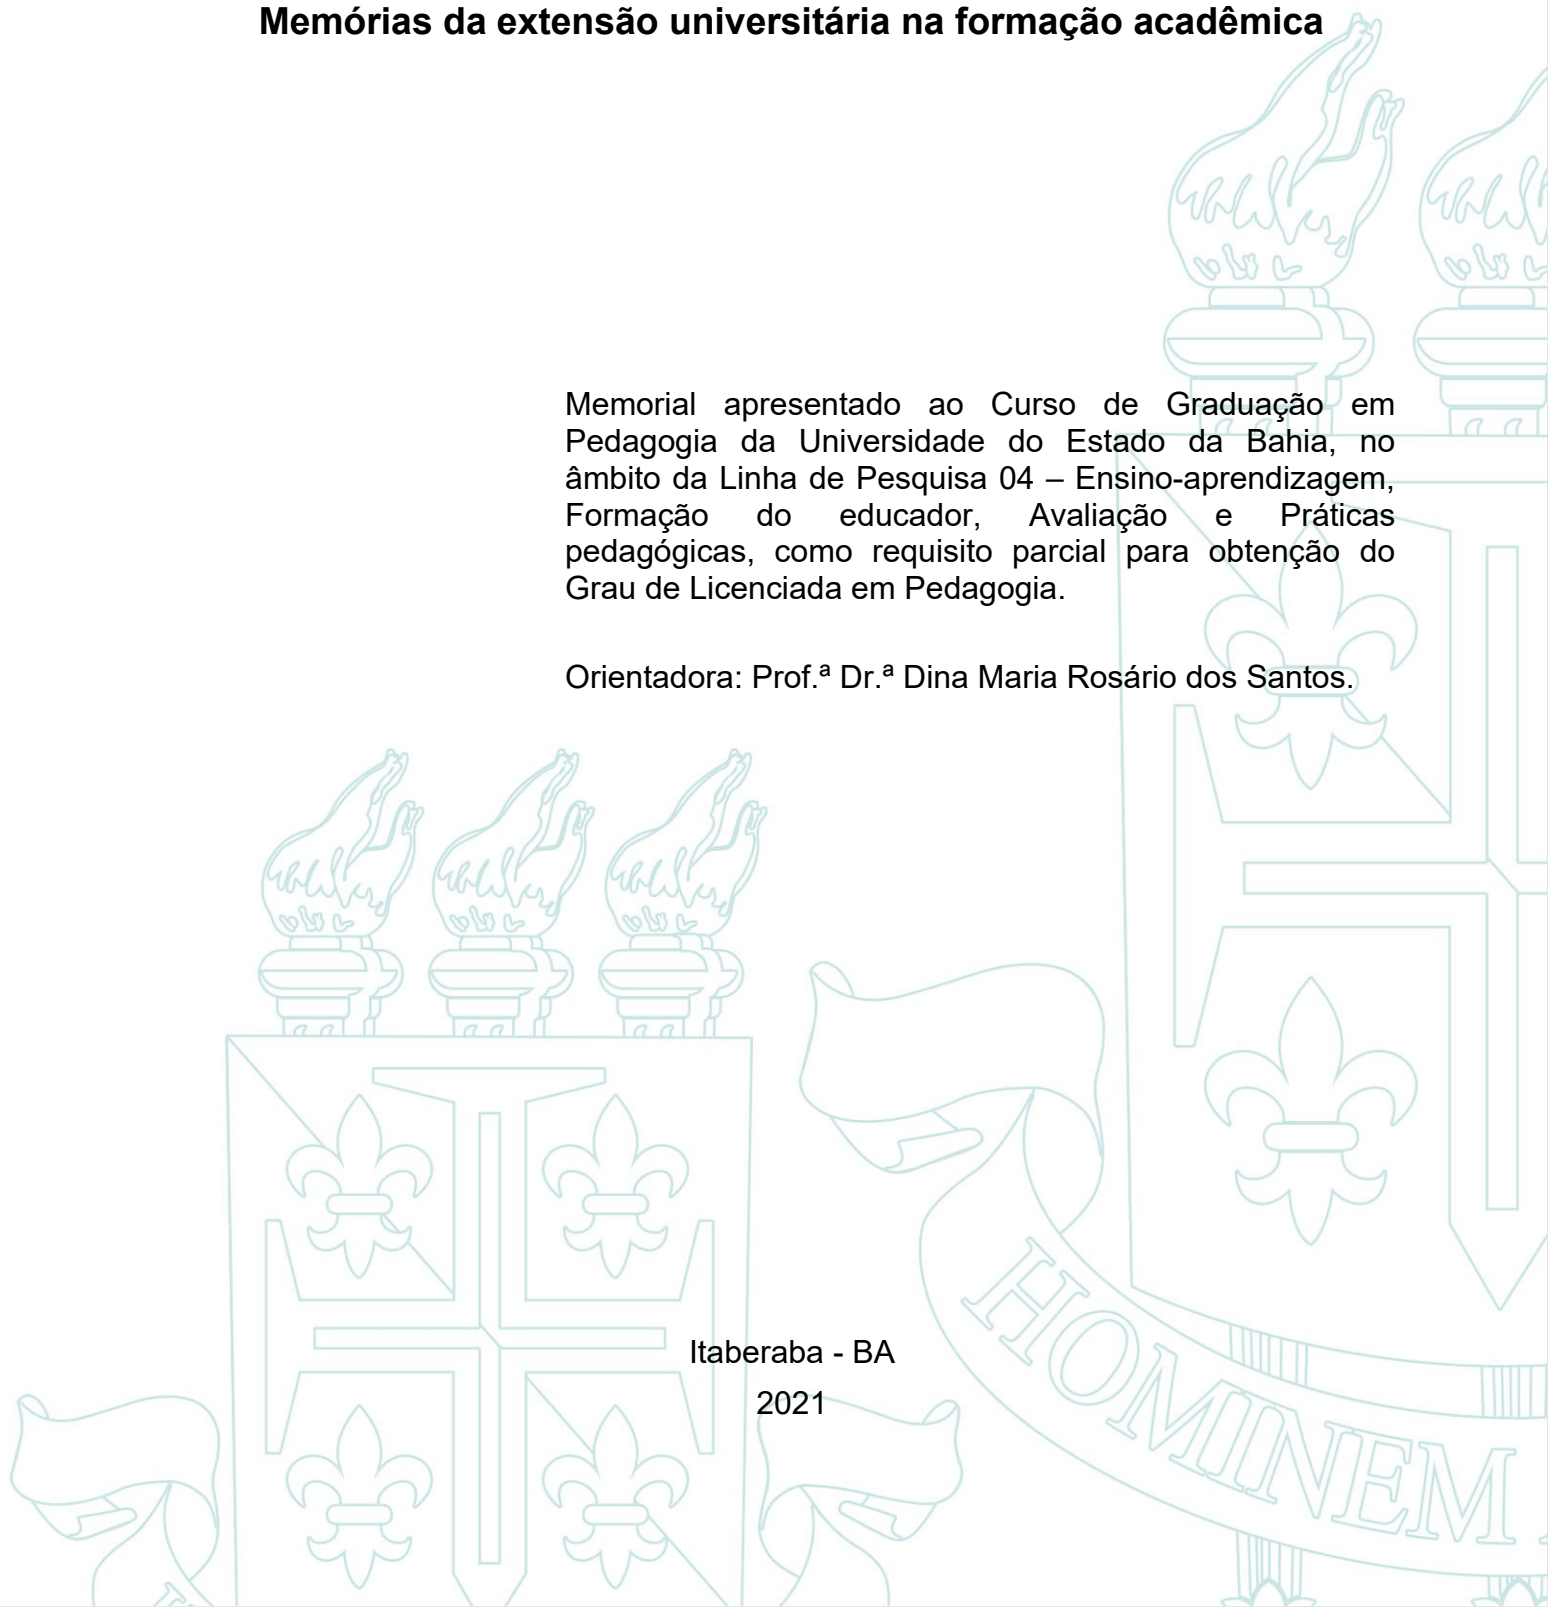 Memórias da extensão universitária na formação acadêmica
Memorial apresentado ao Curso de Graduação em
Pedagogia da Universidade do Estado da Bahia, no
âmbito da Linha de Pesquisa 04 – Ensino-aprendizagem,
Formação do educador, Avaliação e Práticas
pedagógicas, como requisito parcial para obtenção do
Grau de Licenciada em Pedagogia.
Orientadora: Prof.ª Dr.ª Dina Maria Rosário dos Santos.
Itaberaba - BA
2021
HOMINEM